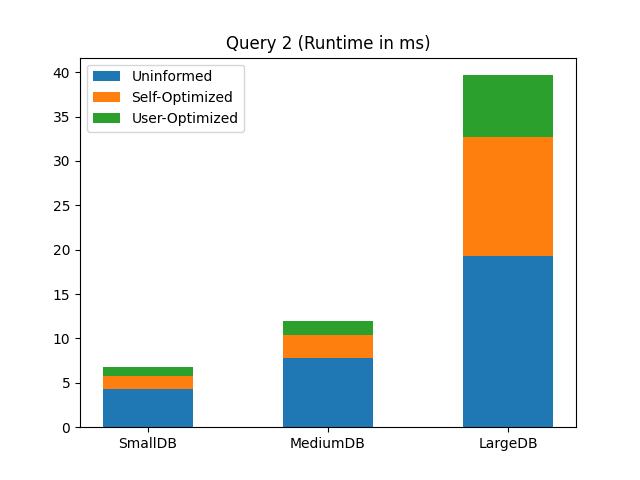 Query 2 (Runtime in ms)
Uninformed
Self-Optimized
User-Optimized
40
35
30
25
20
15
10
5
0
SmallDB
MediumDB
LargeDB